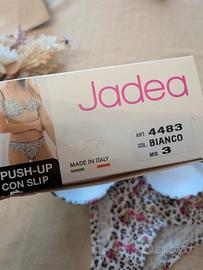 Jadea
ART. 4483
COL. BIANCO
MIS. 3
MADE IN ITALY
PUSH-UP
CON SLIP